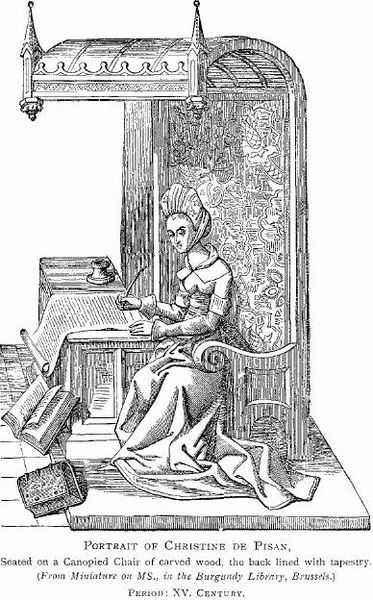 PORTRAIT OF CHRISTINE DE PISAN,
Seated on a Canopied Chair of carved wood, the back lined with tapestry.
(From Miniature on MS., in the Burgundy Library, Brussels.)
PERIOD: XV. CENTURY.